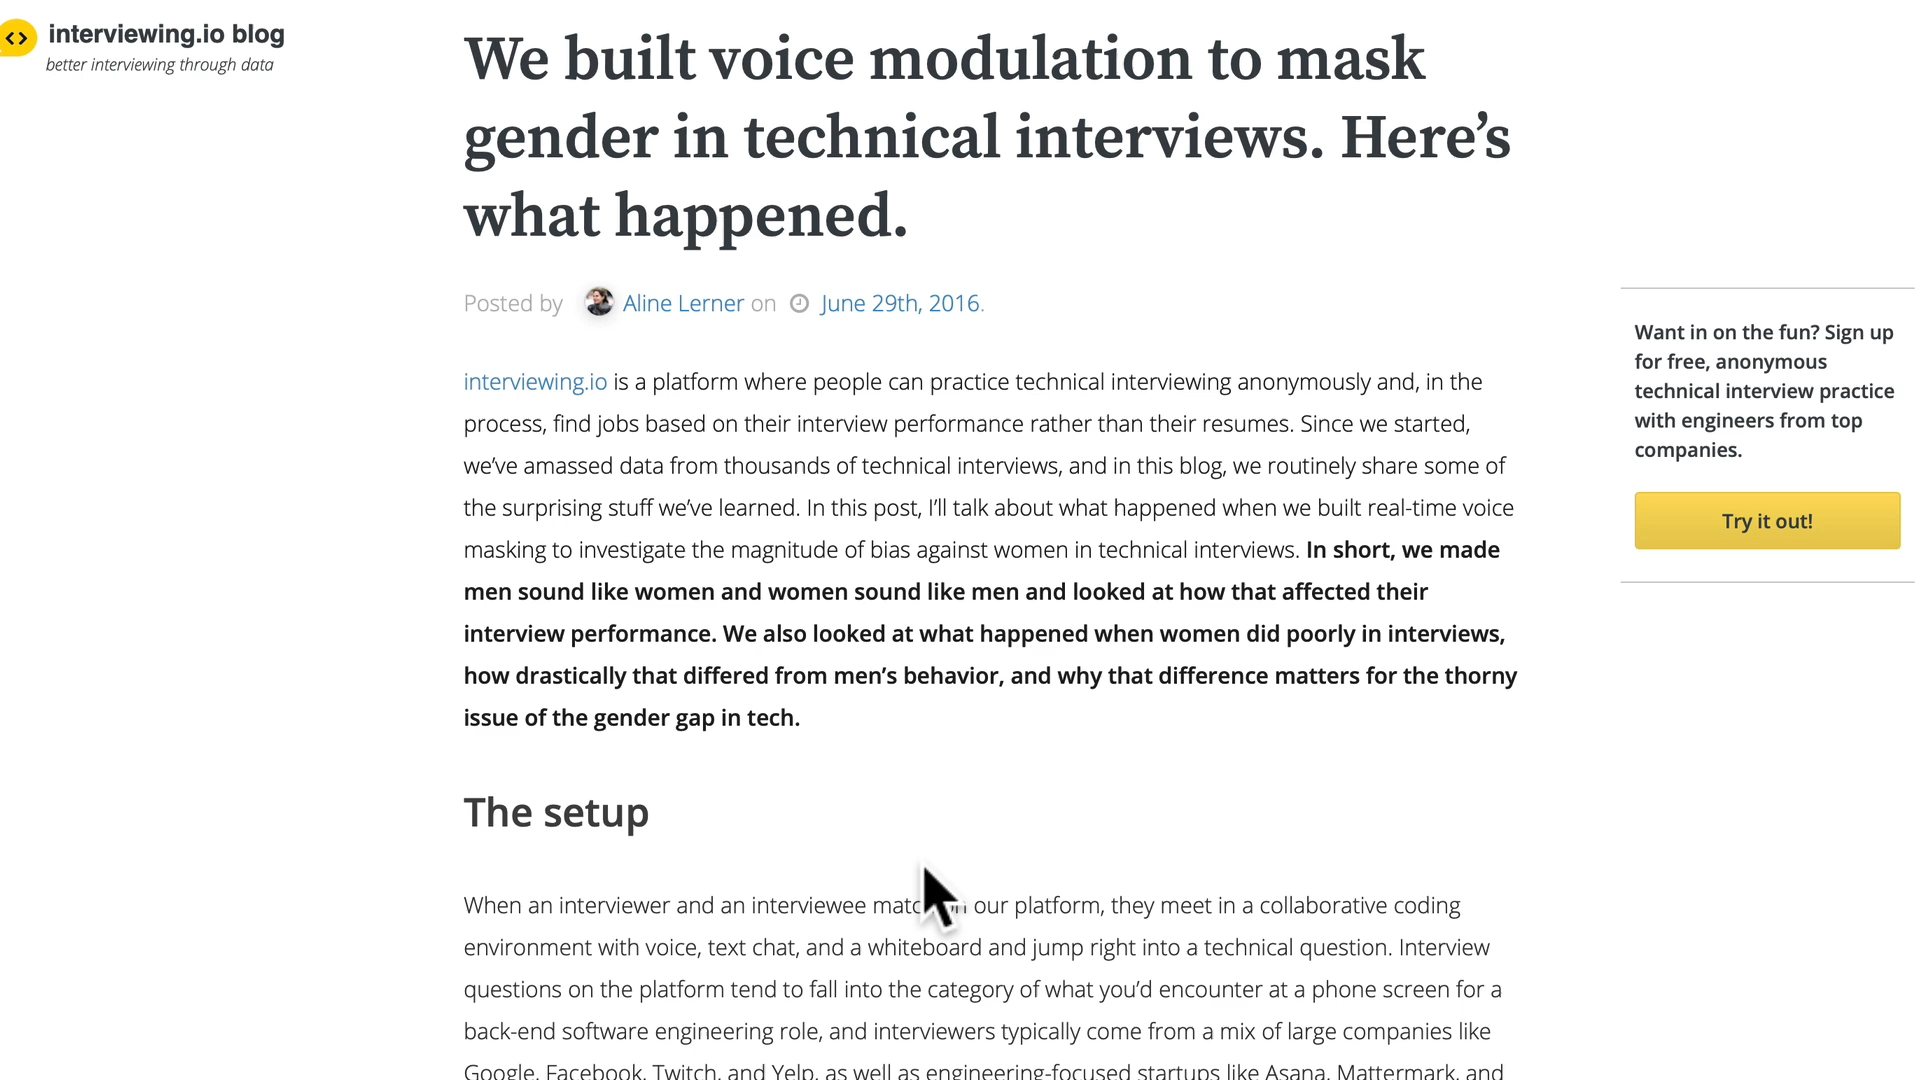 interviewing.io blog
better interviewing through data
We built voice modulation to mask
gender in technical interviews. Here’s
what happened.
Posted by Aline Lerner on June 29th, 2016.
interviewing.io is a platform where people can practice technical interviewing anonymously and, in the
process, find jobs based on their interview performance rather than their resumes. Since we started,
we’ve amassed data from thousands of technical interviews, and in this blog, we routinely share some of
the surprising stuff we’ve learned. In this post, I’ll talk about what happened when we built real-time voice
masking to investigate the magnitude of bias against women in technical interviews. In short, we made
men sound like women and women sound like men and looked at how that affected their
interview performance. We also looked at what happened when women did poorly in interviews,
how drastically that differed from men’s behavior, and why that difference matters for the thorny
issue of the gender gap in tech.
The setup
When an interviewer and an interviewee our platform, they meet in a collaborative coding
environment with voice, text chat, and a whiteboard and jump right into a technical question. Interview
questions on the platform tend to fall into the category of what you’d encounter at a phone screen for a
back-end software engineering role, and interviewers typically come from a mix of large companies like
Google, Facebook, Twitch, and Yelp, as well as engineering-focused startups like Asana, Mattermark, and
Want in on the fun? Sign up
for free, anonymous
technical interview practice
with engineers from top
companies.
Try it out!